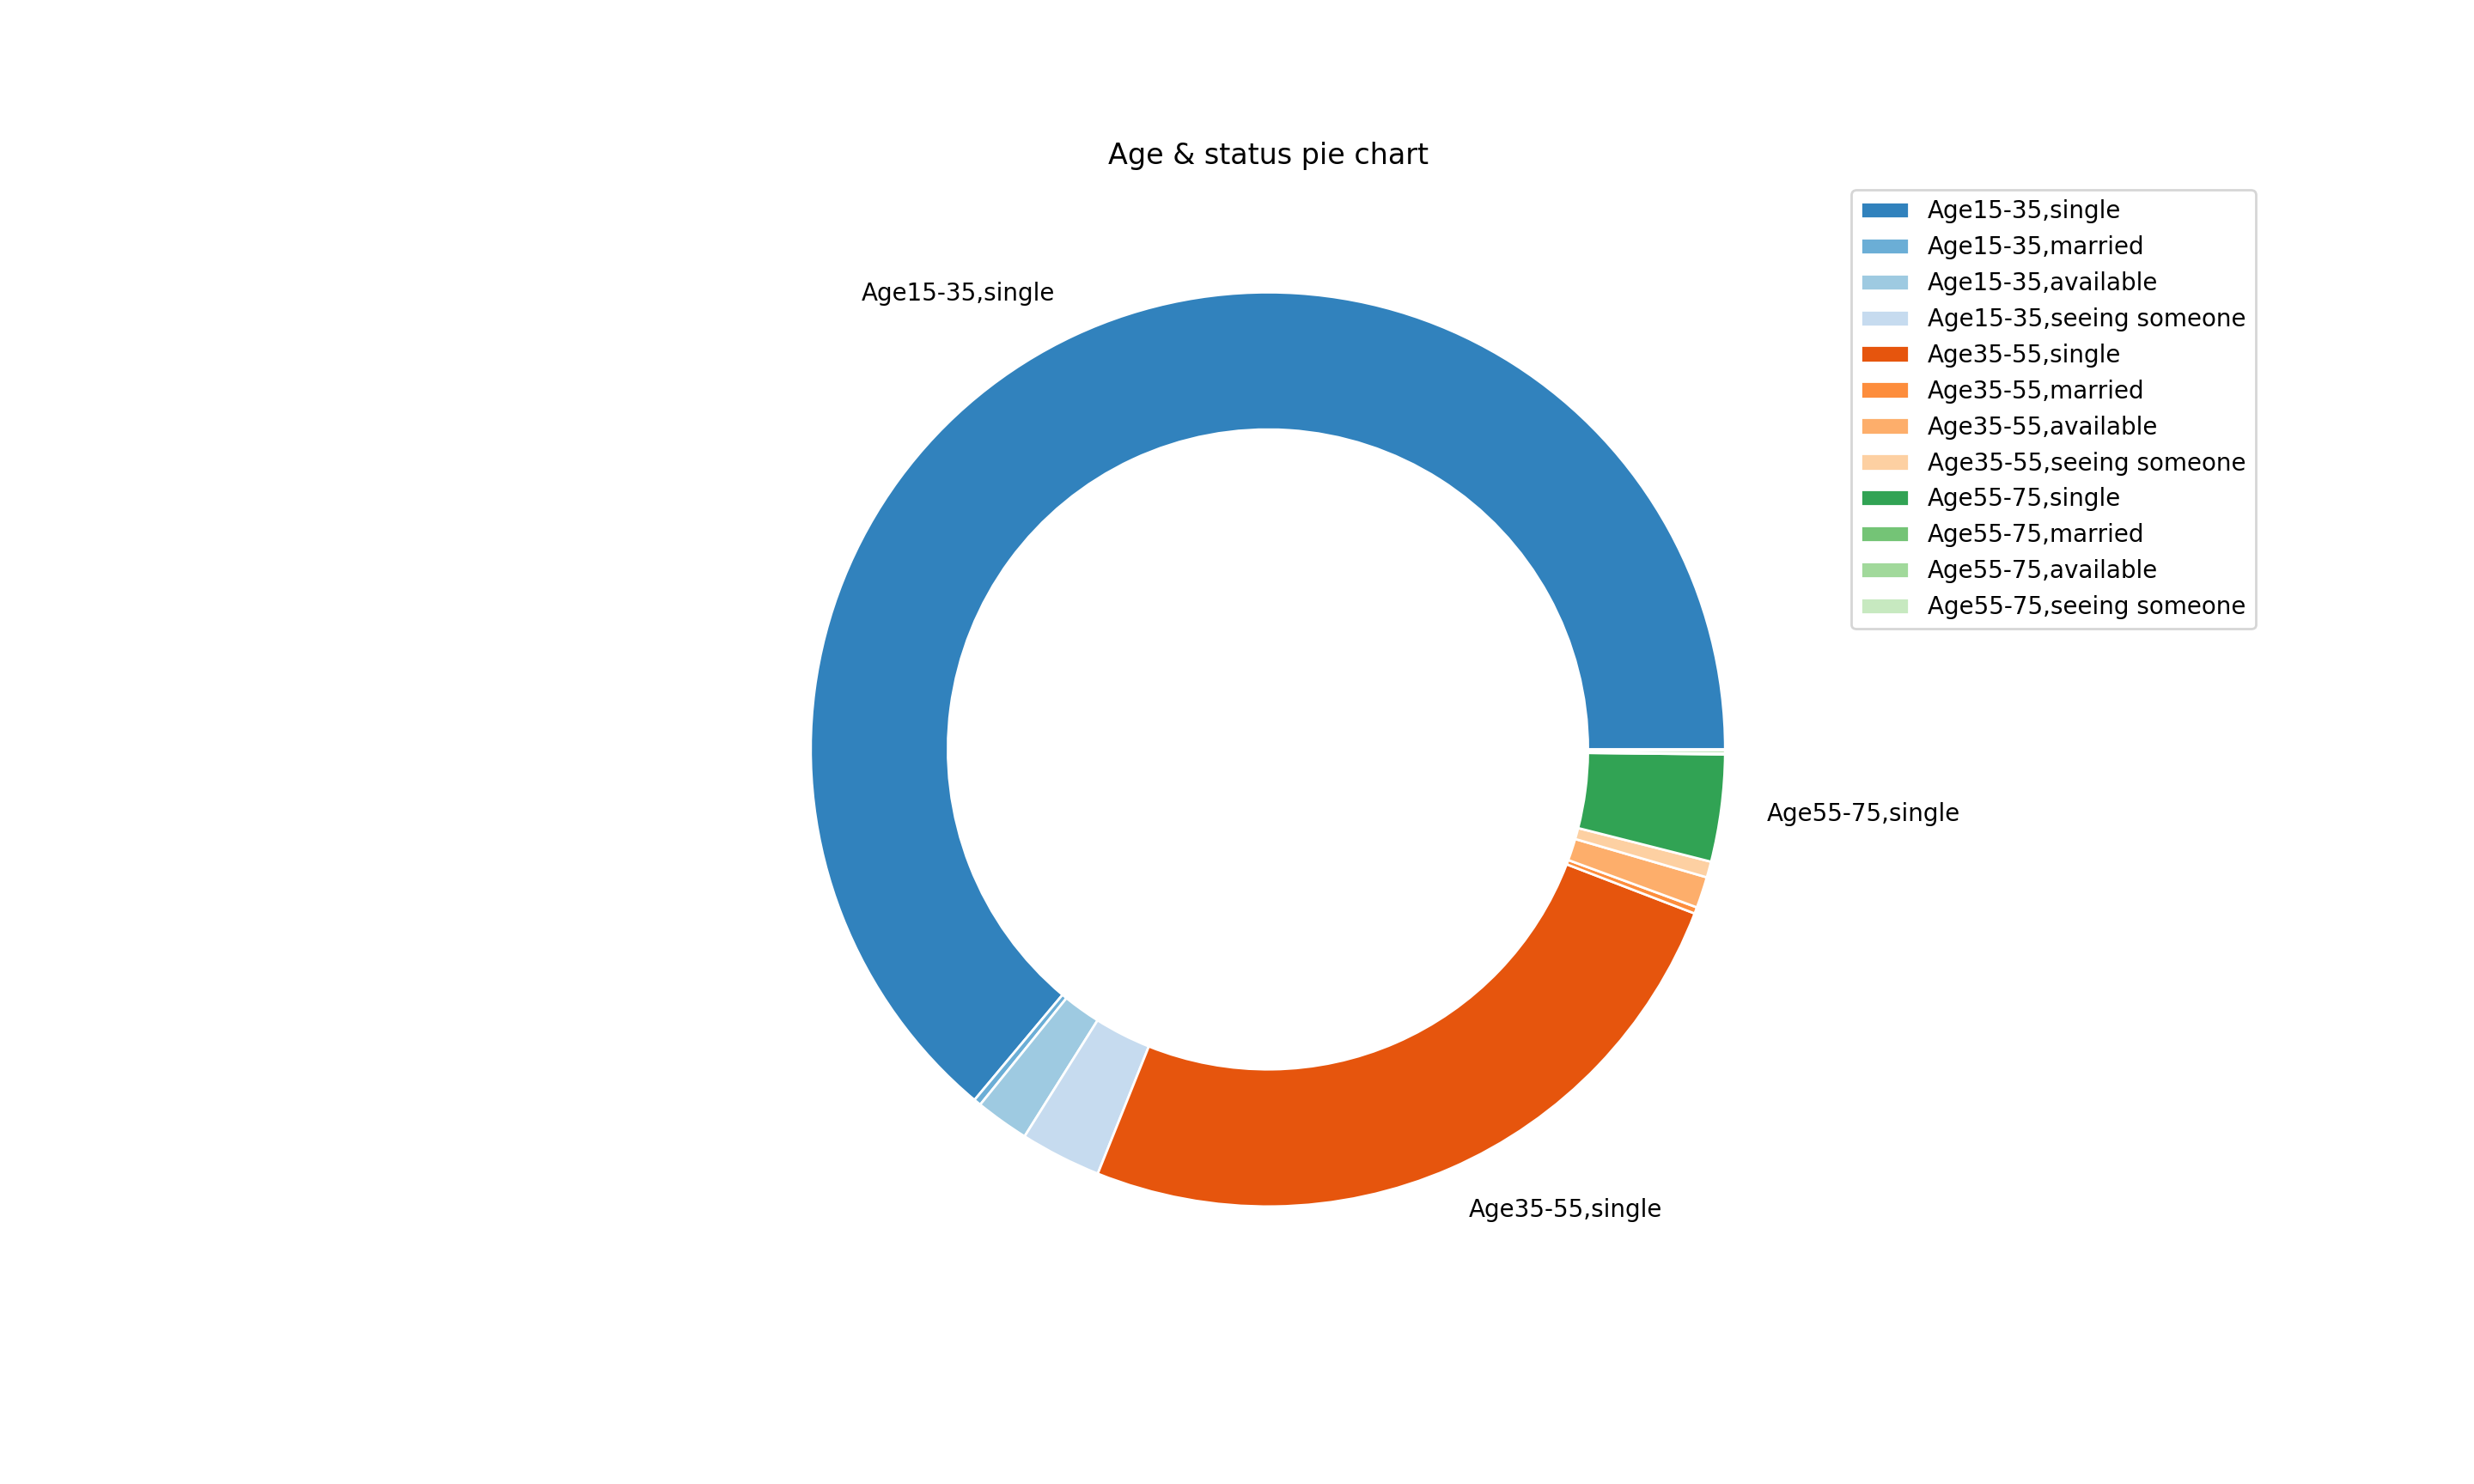 Age & status pie chart
Age15-35,single
Age15-35,married
Age15-35,available
Age15-35,seeing someone
Age35-55,single
Age35-55,married
Age35-55,available
Age35-55,seeing someone
Age55-75,single
Age55-75,married
Age55-75,available
Age55-75,seeing someone
Age15-35,single
Age55-75,single
Age35-55,single